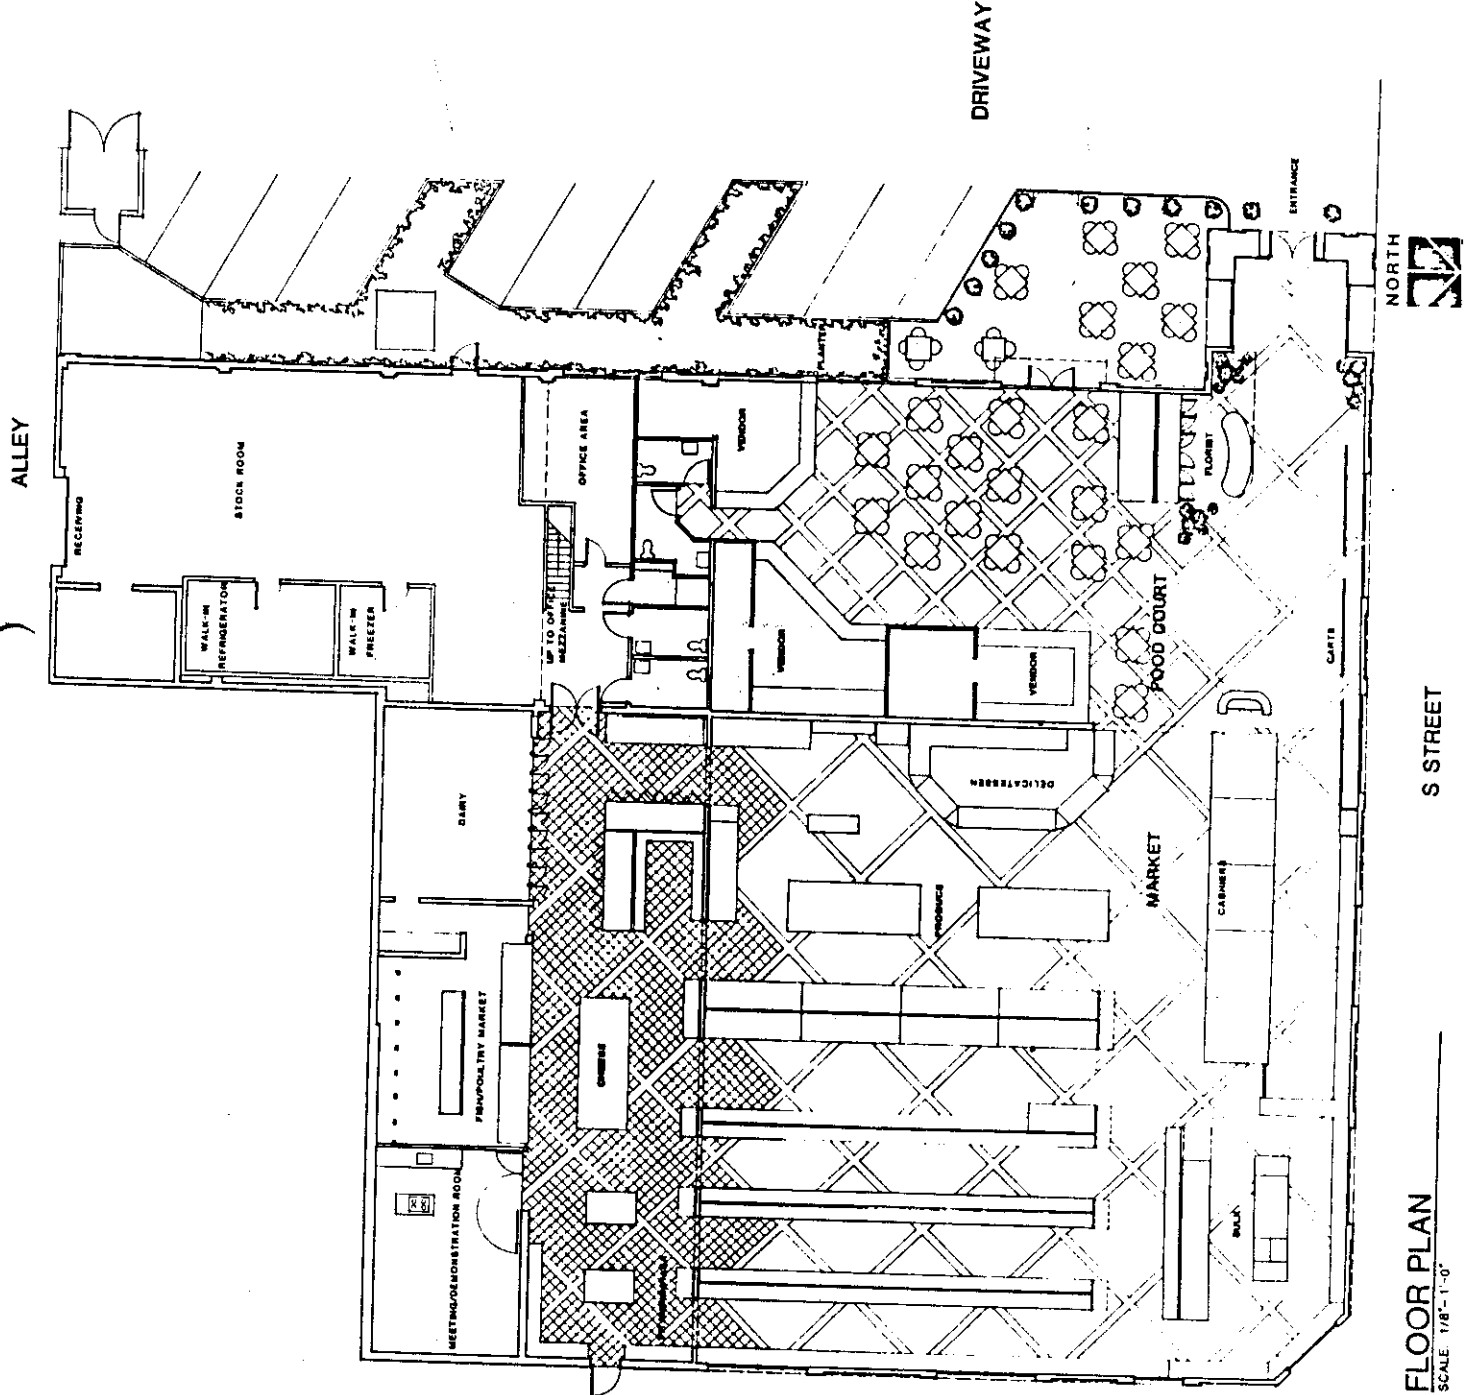 DRIVEWAY
ALLEY
ENTRANCE
NORTH
PLANTER
RECEIVING
STOCK ROOM
OFFICE AREA
VENDOR
FLORIST
WALK-IN
REFRIGERATOR
WALK-IN
FREEZER
UP TO OFFICE
MEZZANINE
VENDOR
VENDOR
FOOD COURT
CARTS
DAIRY
DELICATESSEN
MARKET
CASHIERS
PRODUCE
S STREET
FISH/POULTRY MARKET
CHEESE
MEETING/DEMONSTRATION ROOM
BULK
FLOOR PLAN
SCALE 1/8"=1'-0"